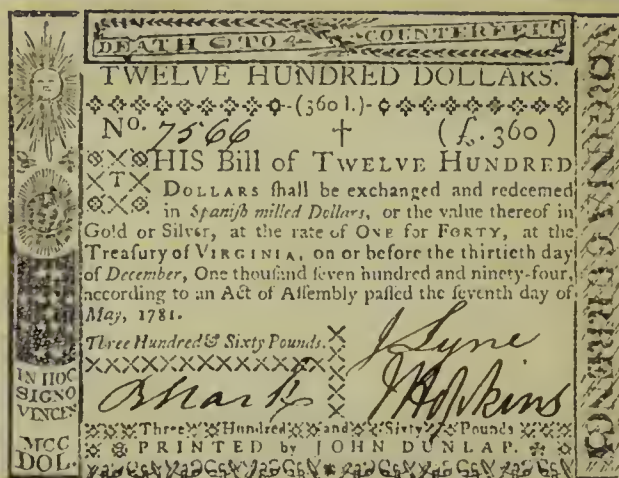 DEATH TO COUNTERFEIT
TWELVE HUNDRED DOLLARS.
(360 l.)
No. 7566 † (£. 360)
THIS Bill of TWELVE HUNDRED
DOLLARS ſhall be exchanged and redeemed
in Spaniſh milled Dollars, or the value thereof in
Gold or Silver, at the rate of ONE for FORTY, at the
Treaſury of VIRGINIA, on or before the thirtieth day
of December, One thouſand ſeven hundred and ninety-four,
according to an Act of Aſſembly paſſed the ſeventh day of
May, 1781.
Three Hundred & Sixty Pounds.
J Lyne
J Hopkins
Three Hundred and Sixty Pounds
PRINTED by JOHN DUNLAP.
IN HOC
SIGNO
VINCES
MCC
DOL.